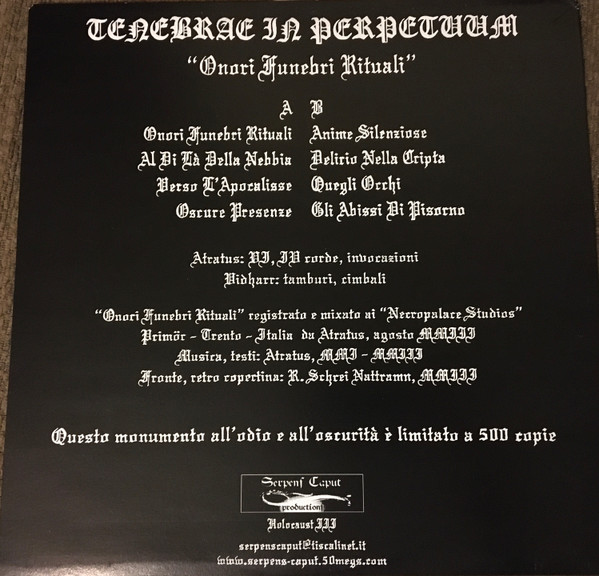 TENEBRAE IN PERPETUUM
"Onori Funebri Rituali"
A B
Onori Funebri Rituali Anime Silenziose
Al Di Là Della Nebbia Delirio Nella Cripta
Verso L'Apocalisse Quegli Occhi
Oscure Presenze Gli Abissi Di Pisorno
Atratus: VI, IV corde, invocazioni
Vidharr: tamburi, cimbali
"Onori Funebri Rituali" registrato e mixato ai "Necropalace Studios"
Primör - Trento - Italia da Atratus, agosto MMIII
Musica, testi: Atratus, MMI - MMIII
Fronte, retro copertina: R. Schrei Nattramn, MMIII
Questo monumento all'odio e all'oscurità è limitato a 500 copie
Serpens Caput
production
Holocaust III
serpenscaput@tiscalinet.it
www.serpens-caput.50megs.com